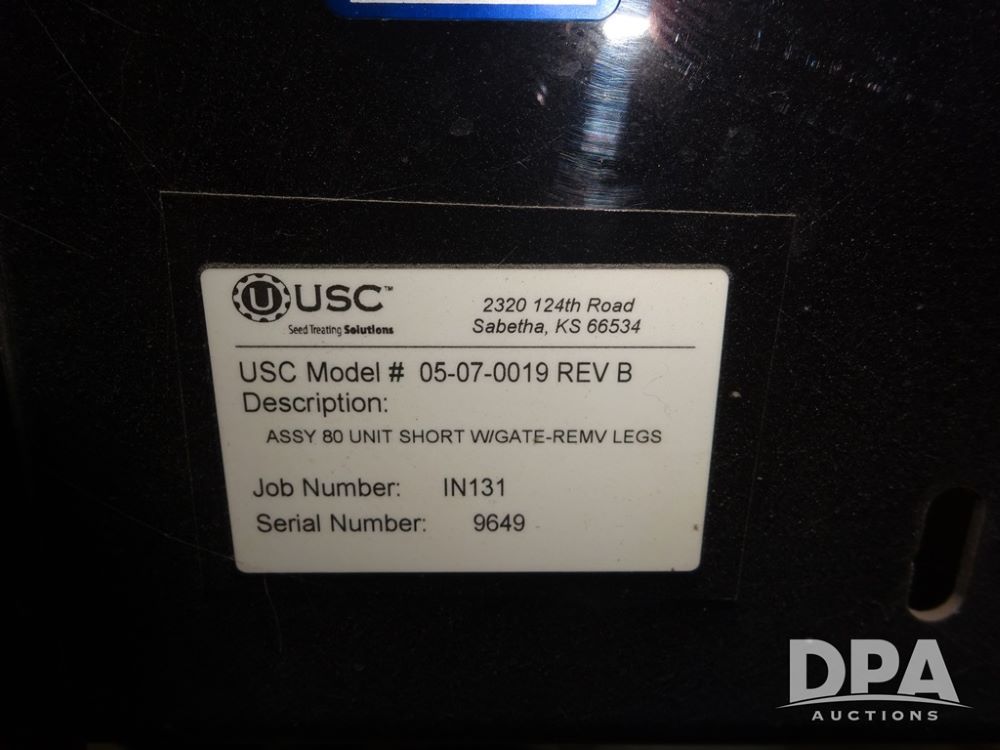 U USC™
Seed Treating Solutions
2320 124th Road
Sabetha, KS 66534
USC Model # 05-07-0019 REV B
Description:
ASSY 80 UNIT SHORT W/GATE-REMV LEGS
Job Number: IN131
Serial Number: 9649
DPA
AUCTIONS